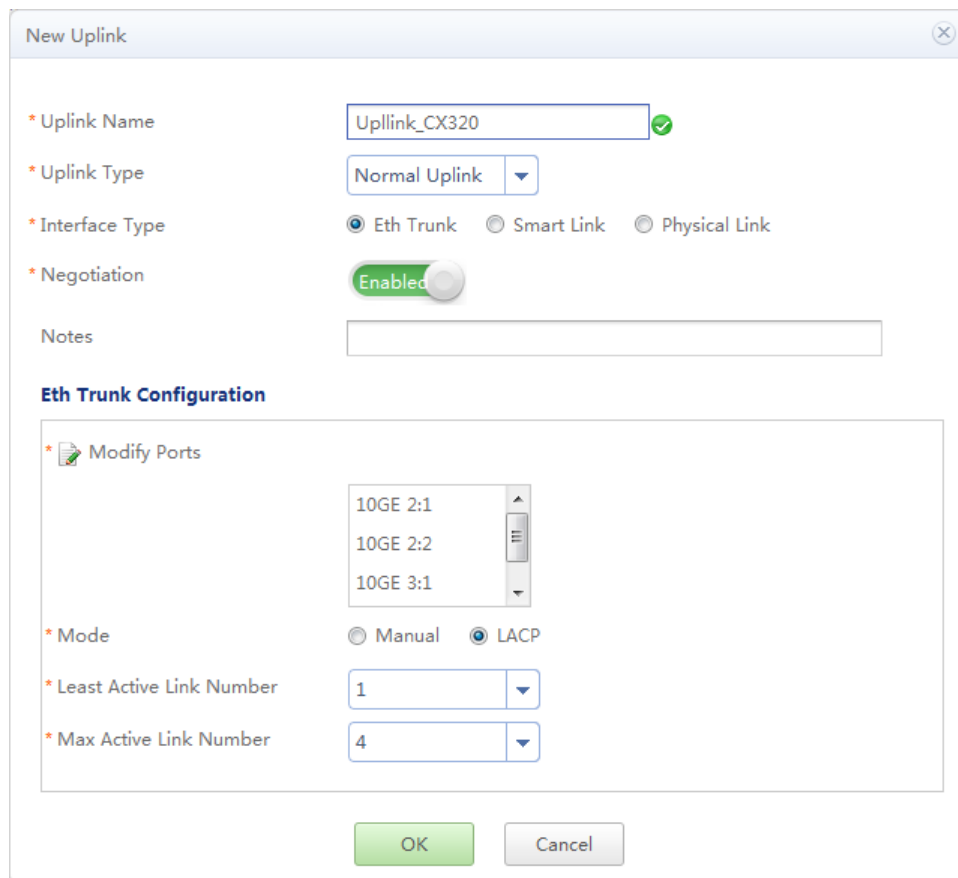 New Uplink
* Uplink Name Upllink_CX320
* Uplink Type Normal Uplink
* Interface Type Eth Trunk Smart Link Physical Link
* Negotiation Enabled
Notes
Eth Trunk Configuration
* Modify Ports
10GE 2:1
10GE 2:2
10GE 3:1
* Mode Manual LACP
* Least Active Link Number 1
* Max Active Link Number 4
OK Cancel